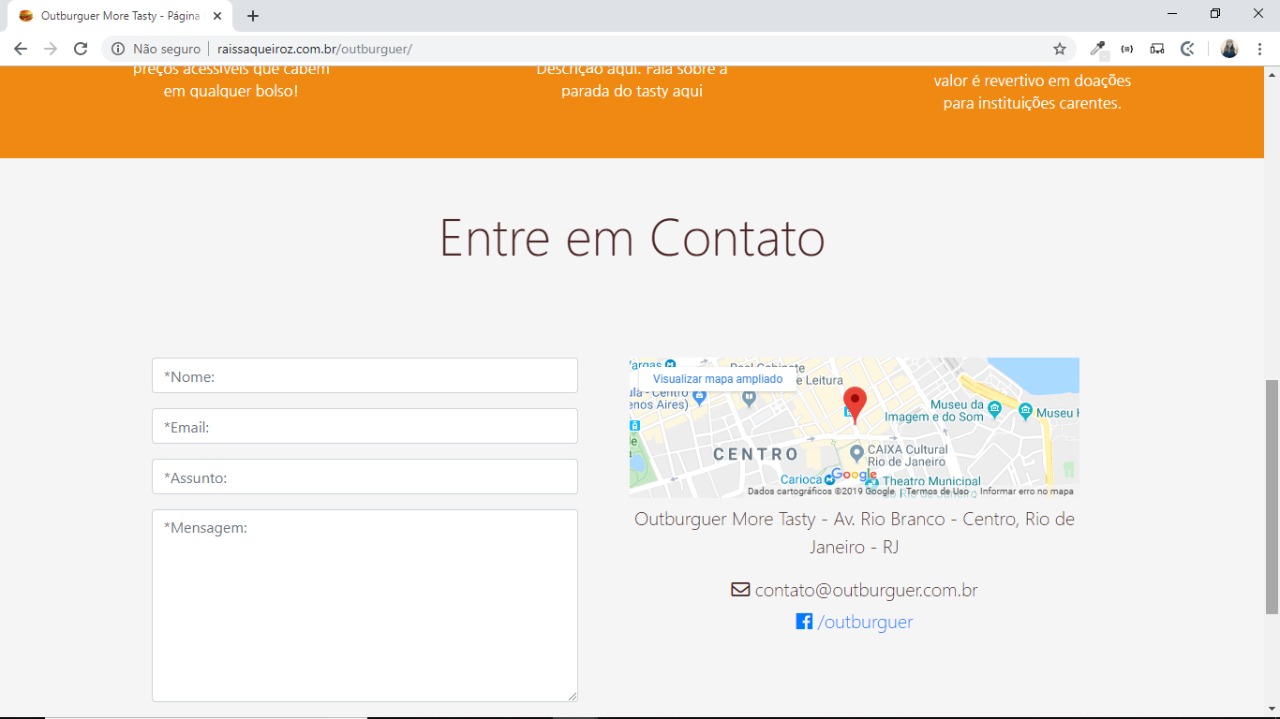 Outburguer More Tasty - Página
Não seguro
raissaqueiroz.com.br/outburguer/
preços acessíveis que cabem
em qualquer bolso!
Descrição aqui. Fala sobre a
parada do tasty aqui
valor é revertivo em doações
para instituições carentes.
Entre em Contato
*Nome:
*Email:
*Assunto:
*Mensagem:
Visualizar mapa ampliado
e Leitura
enos Aires)
Museu da
Imagem e do Som
CENTRO
CAIXA Cultural
Rio de Janeiro
Carioca
Google
Theatro Municipal
Dados cartográficos ©2019 Google
Termos de Uso
Informar erro no mapa
Outburguer More Tasty - Av. Rio Branco - Centro, Rio de
Janeiro - RJ
contato@outburguer.com.br
/outburguer